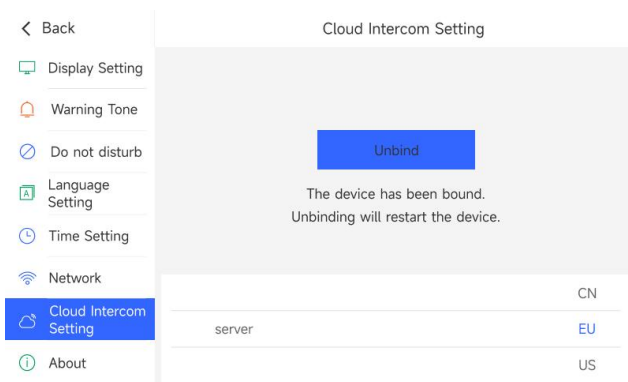 Back
Cloud Intercom Setting
Display Setting
Warning Tone
Do not disturb
Language
Setting
Time Setting
Network
Cloud Intercom
Setting
About
Unbind
The device has been bound.
Unbinding will restart the device.
CN
server EU
US